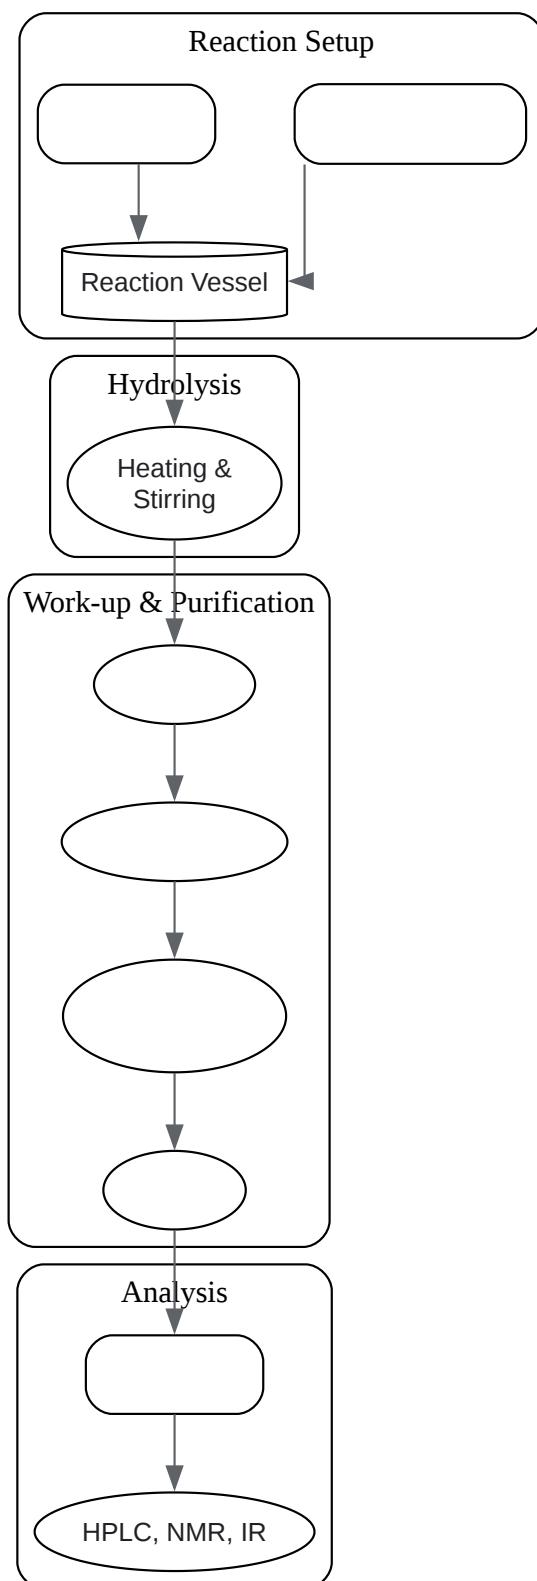 Reaction Setup
Reaction Vessel
Hydrolysis
Heating &
Stirring
Work-up & Purification
Analysis
HPLC, NMR, IR